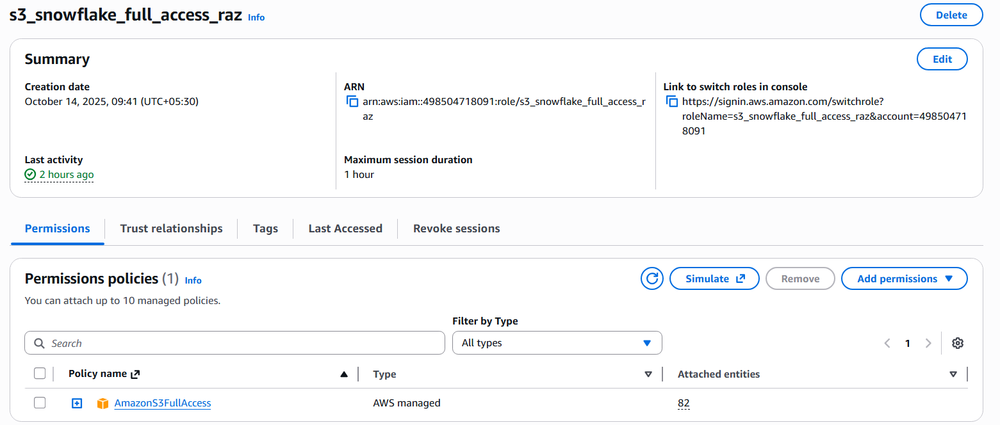 s3_snowflake_full_access_raz Info
Delete
Summary
Edit
Creation date
October 14, 2025, 09:41 (UTC+05:30)
ARN
arn:aws:iam::498504718091:role/s3_snowflake_full_access_r
az
Link to switch roles in console
https://signin.aws.amazon.com/switchrole?
roleName=s3_snowflake_full_access_raz&account=49850471
8091
Last activity
2 hours ago
Maximum session duration
1 hour
Permissions
Trust relationships
Tags
Last Accessed
Revoke sessions
Permissions policies (1) Info
You can attach up to 10 managed policies.
Simulate
Remove
Add permissions
Filter by Type
Search
All types
1
Policy name
Type
Attached entities
AmazonS3FullAccess
AWS managed
82